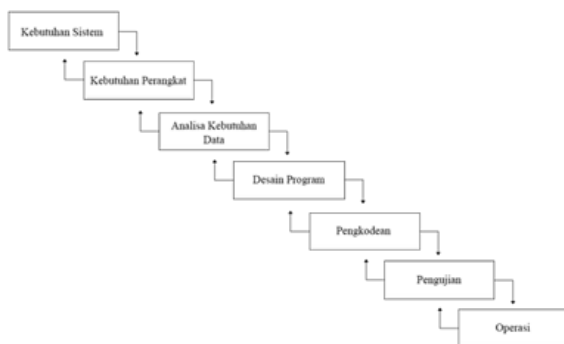 Kebutuhan Sistem
Kebutuhan Perangkat
Analisa Kebutuhan
Data
Desain Program
Pengkodean
Pengujian
Operasi